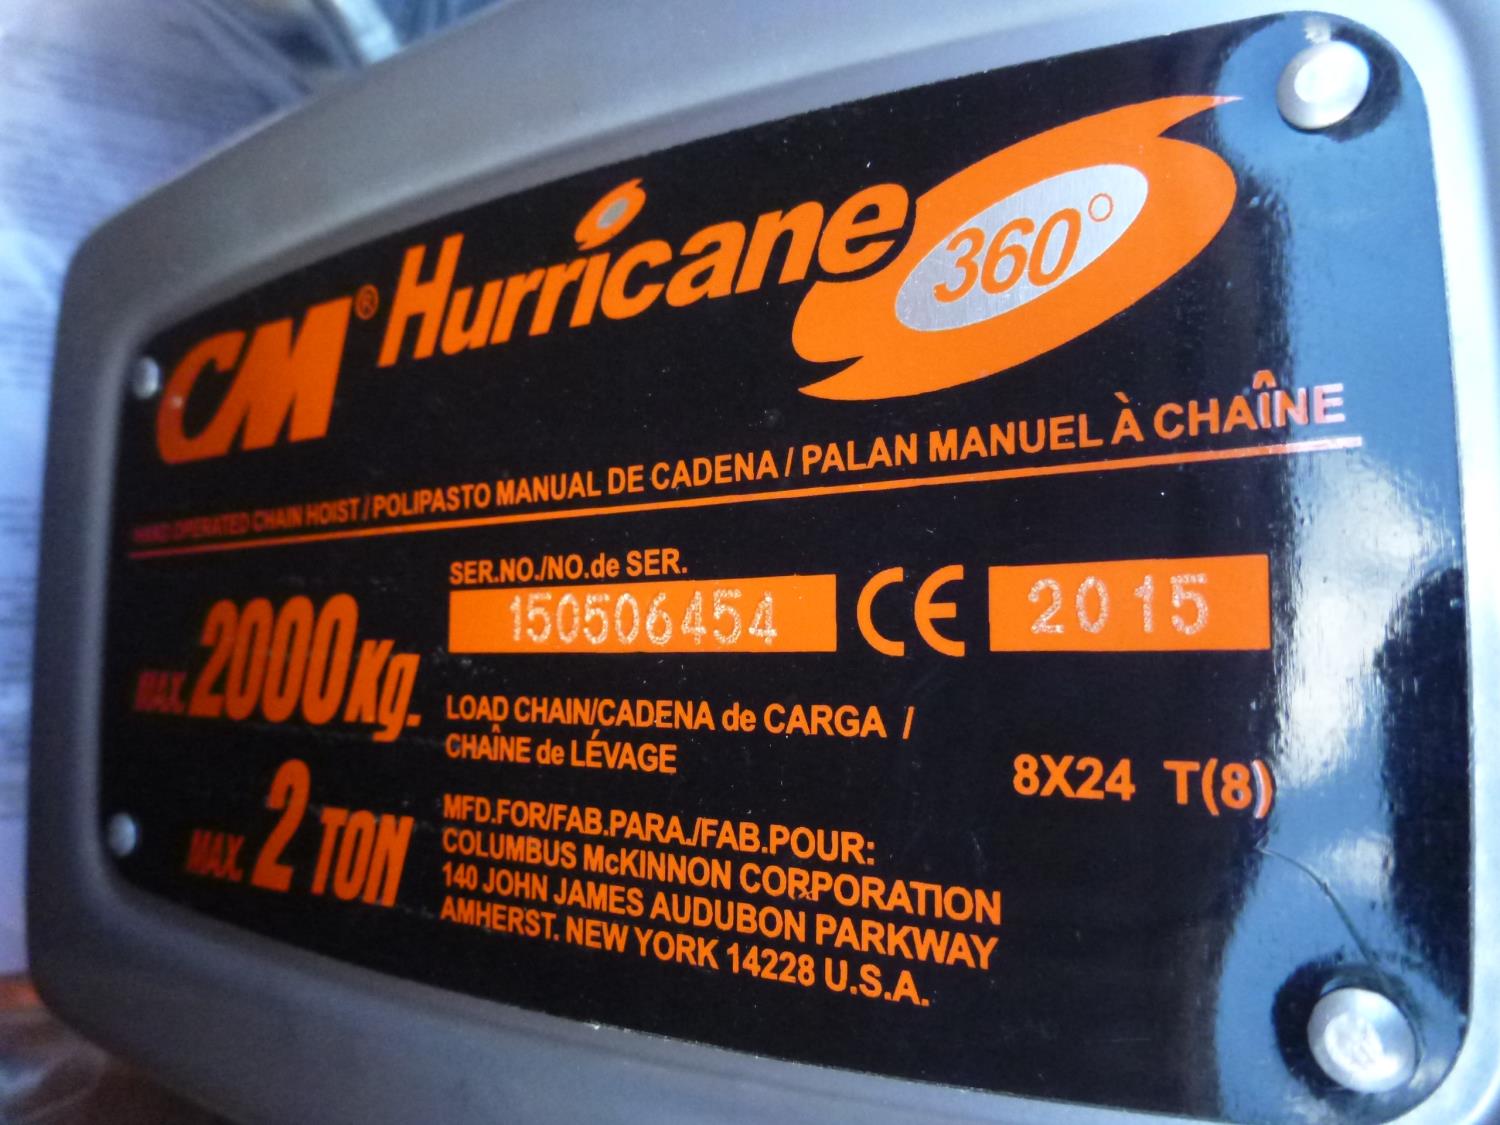 CM® Hurricane 360°
HAND OPERATED CHAIN HOIST / POLIPASTO MANUAL DE CADENA / PALAN MANUEL À CHAÎNE
SER.NO./NO.de SER.
150506454 CE 2015
MAX. 2000Kg.
LOAD CHAIN/CADENA de CARGA /
CHAÎNE de LÉVAGE
8X24 T(8)
MAX. 2 TON
MFD.FOR/FAB.PARA./FAB.POUR:
COLUMBUS McKINNON CORPORATION
140 JOHN JAMES AUDUBON PARKWAY
AMHERST. NEW YORK 14228 U.S.A.